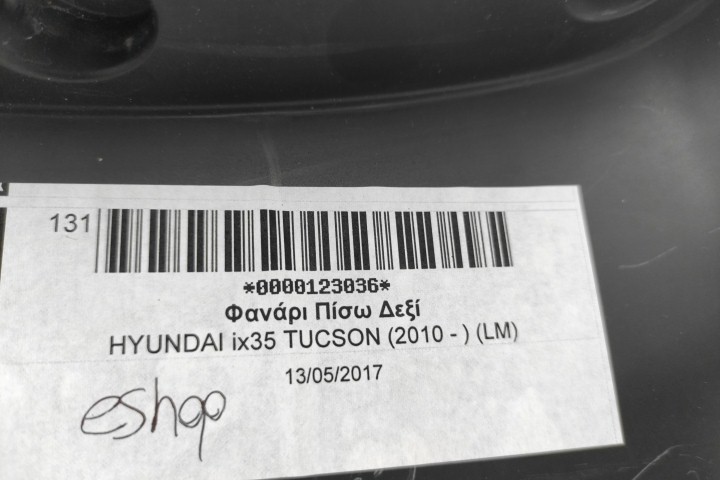 131
*0000123036*
Φανάρι Πίσω Δεξί
HYUNDAI ix35 TUCSON (2010 - ) (LM)
13/05/2017
eshop